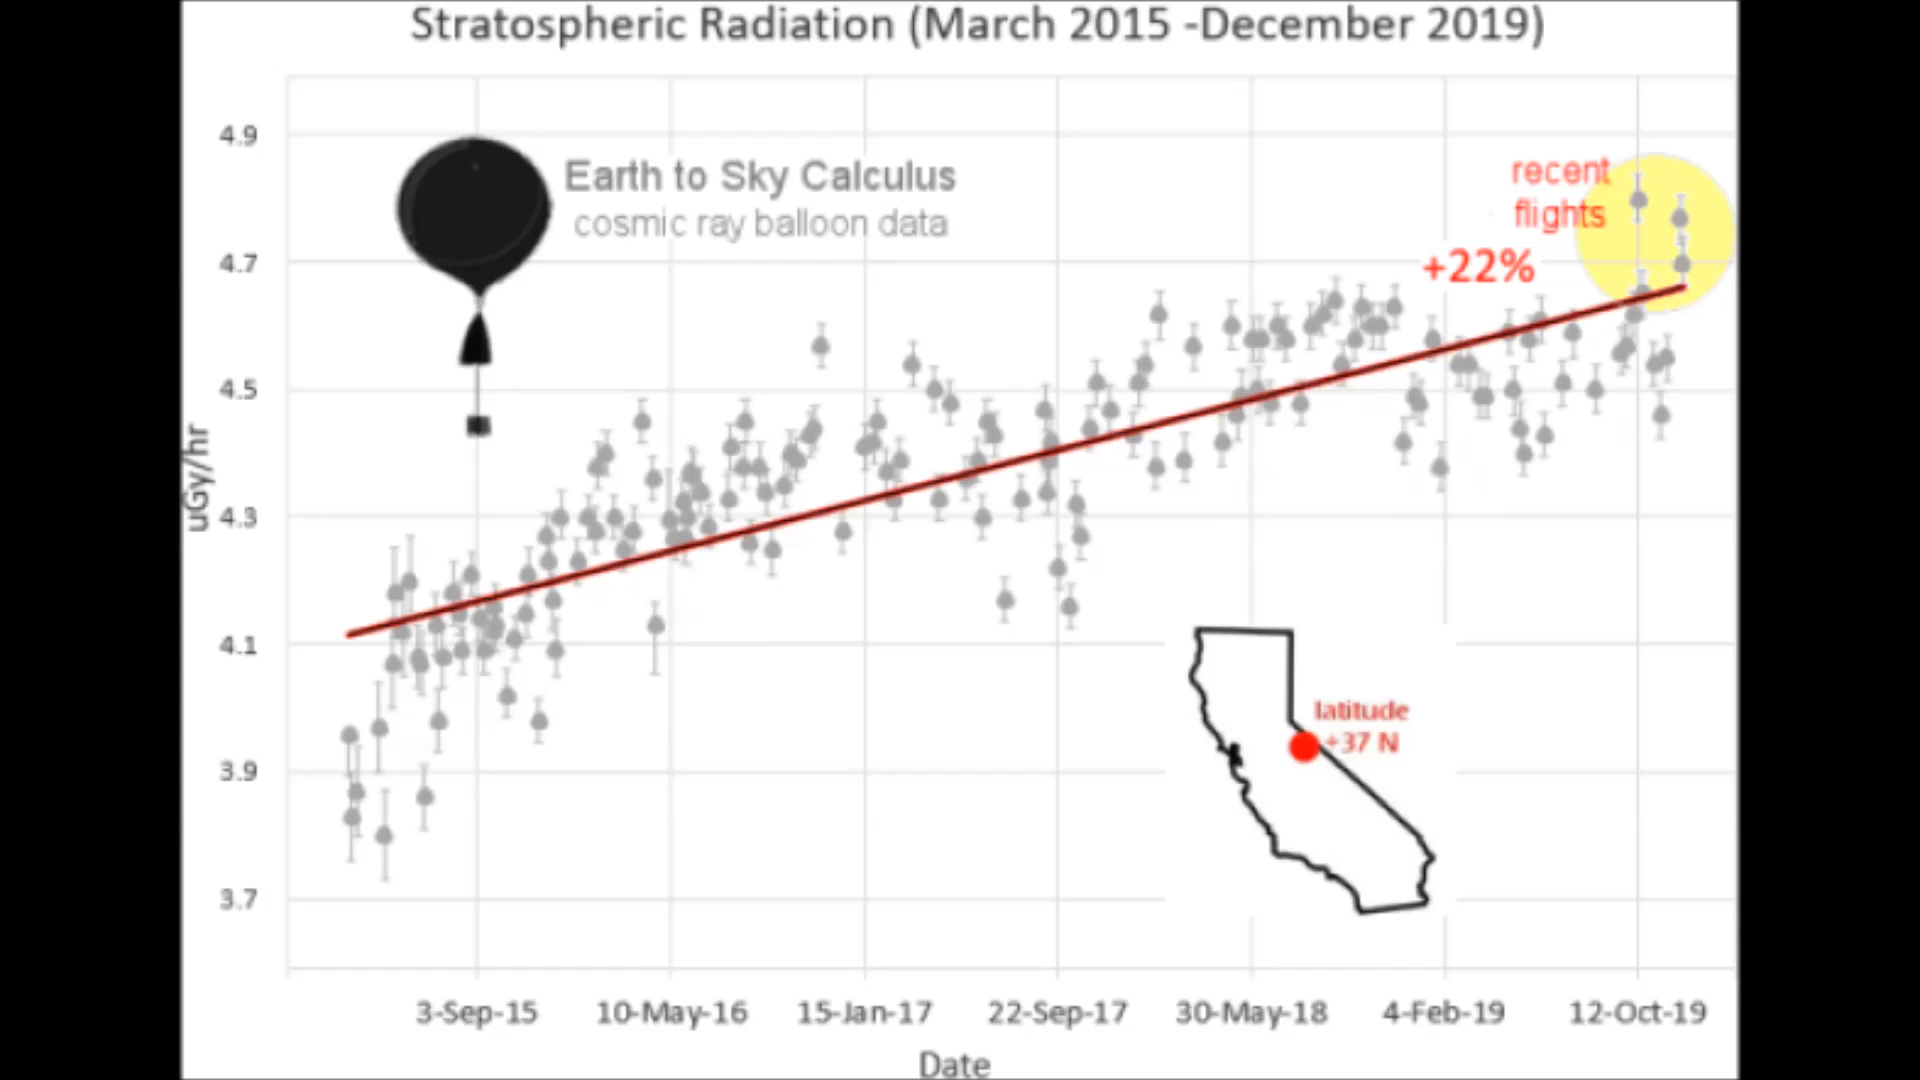 Stratospheric Radiation (March 2015 -December 2019)
4.9
4.7
4.5
4.3
4.1
3.9
3.7
uGy/hr
Earth to Sky Calculus
cosmic ray balloon data
recent
flights
+22%
latitude
+37 N
3-Sep-15 10-May-16 15-Jan-17 22-Sep-17 30-May-18 4-Feb-19 12-Oct-19
Date